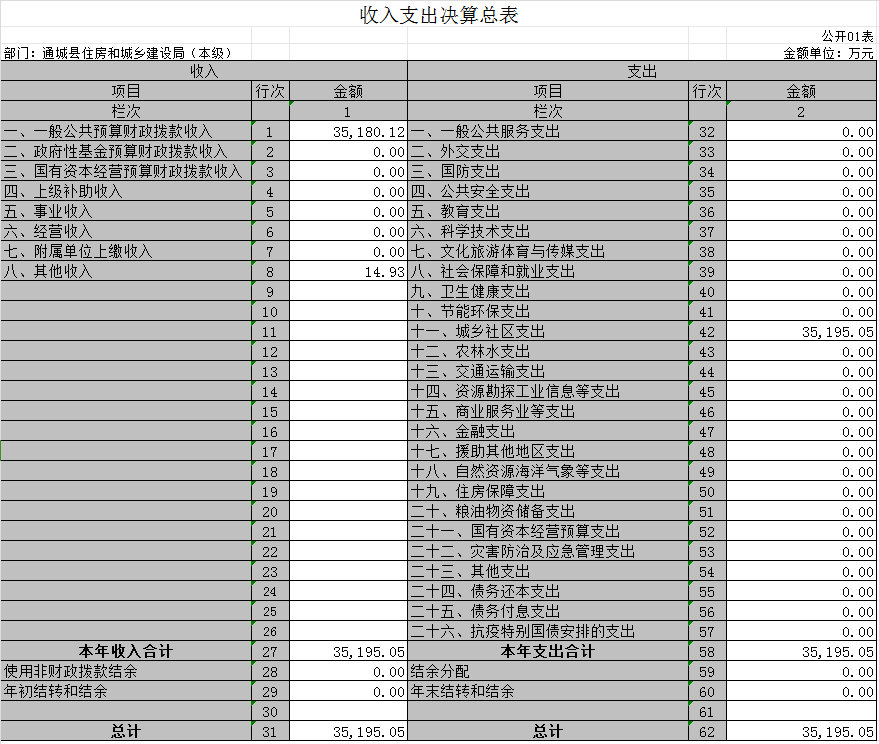 收入支出决算总表
公开01表
部门：通城县住房和城乡建设局（本级） 金额单位：万元
收入 支出
项目 行次 金额 项目 行次 金额
栏次 1 栏次 2
一、一般公共预算财政拨款收入 1 35,180.12 一、一般公共服务支出 32 0.00
二、政府性基金预算财政拨款收入 2 0.00 二、外交支出 33 0.00
三、国有资本经营预算财政拨款收入 3 0.00 三、国防支出 34 0.00
四、上级补助收入 4 0.00 四、公共安全支出 35 0.00
五、事业收入 5 0.00 五、教育支出 36 0.00
六、经营收入 6 0.00 六、科学技术支出 37 0.00
七、附属单位上缴收入 7 0.00 七、文化旅游体育与传媒支出 38 0.00
八、其他收入 8 14.93 八、社会保障和就业支出 39 0.00
9 九、卫生健康支出 40 0.00
10 十、节能环保支出 41 0.00
11 十一、城乡社区支出 42 35,195.05
12 十二、农林水支出 43 0.00
13 十三、交通运输支出 44 0.00
14 十四、资源勘探工业信息等支出 45 0.00
15 十五、商业服务业等支出 46 0.00
16 十六、金融支出 47 0.00
17 十七、援助其他地区支出 48 0.00
18 十八、自然资源海洋气象等支出 49 0.00
19 十九、住房保障支出 50 0.00
20 二十、粮油物资储备支出 51 0.00
21 二十一、国有资本经营预算支出 52 0.00
22 二十二、灾害防治及应急管理支出 53 0.00
23 二十三、其他支出 54 0.00
24 二十四、债务还本支出 55 0.00
25 二十五、债务付息支出 56 0.00
26 二十六、抗疫特别国债安排的支出 57 0.00
本年收入合计 27 35,195.05 本年支出合计 58 35,195.05
使用非财政拨款结余 28 0.00 结余分配 59 0.00
年初结转和结余 29 0.00 年末结转和结余 60 0.00
30 61
总计 31 35,195.05 总计 62 35,195.05